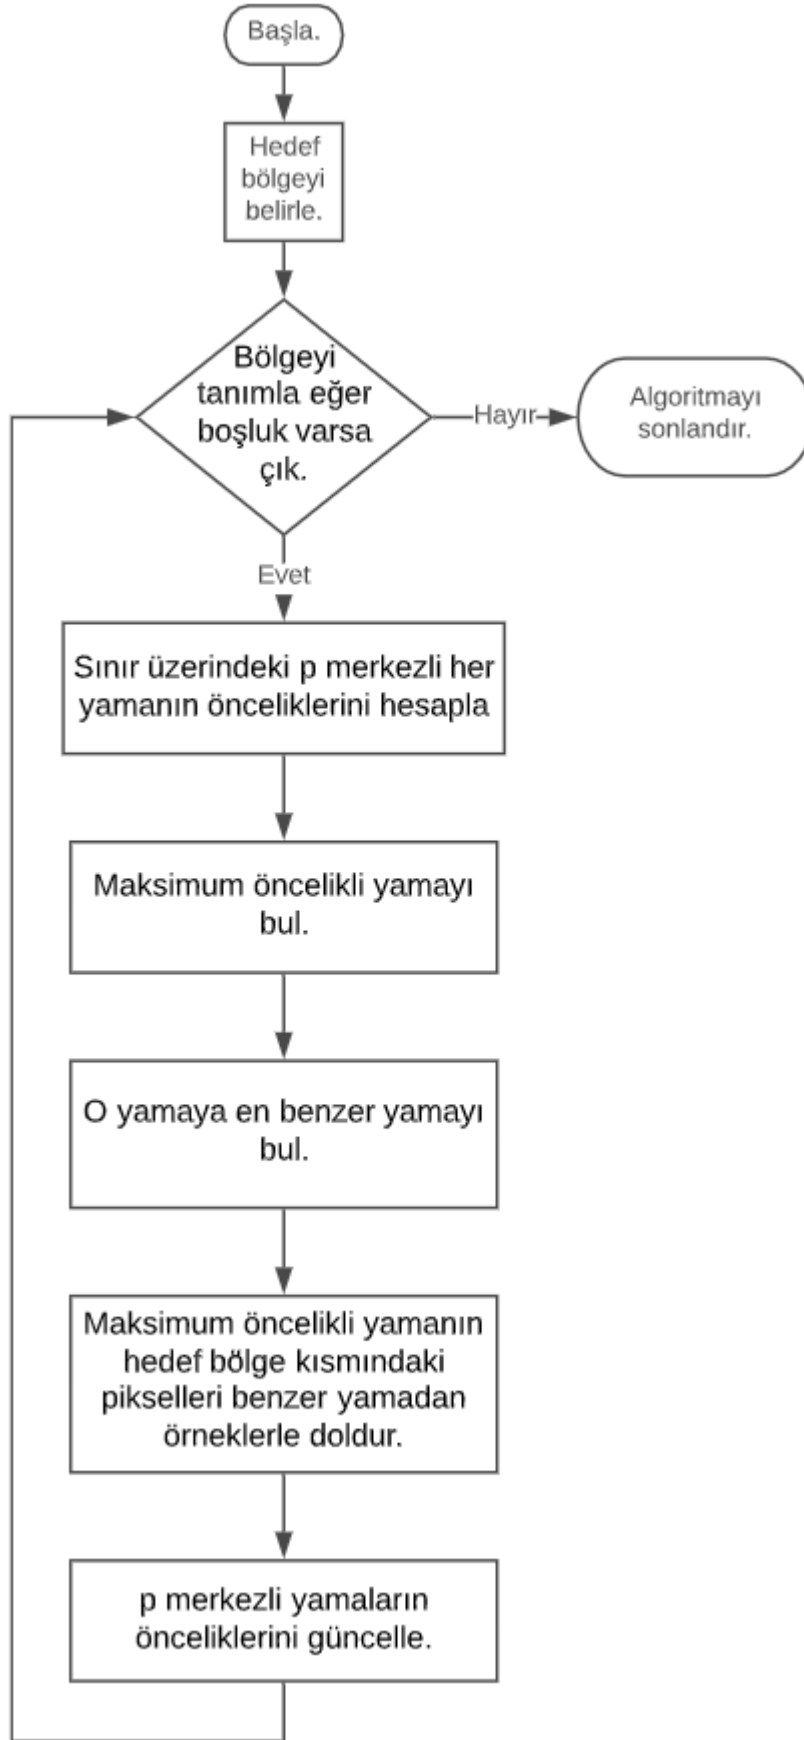 Başla.
Hedef
bölgeyi
belirle.
Bölgeyi
tanımla eğer
boşluk varsa
çık.
Hayır
Algoritmayı
sonlandır.
Evet
Sınır üzerindeki p merkezli her
yamanın önceliklerini hesapla
Maksimum öncelikli yamayı
bul.
O yamaya en benzer yamayı
bul.
Maksimum öncelikli yamanın
hedef bölge kısmındaki
pikselleri benzer yamadan
örneklerle doldur.
p merkezli yamaların
önceliklerini güncelle.